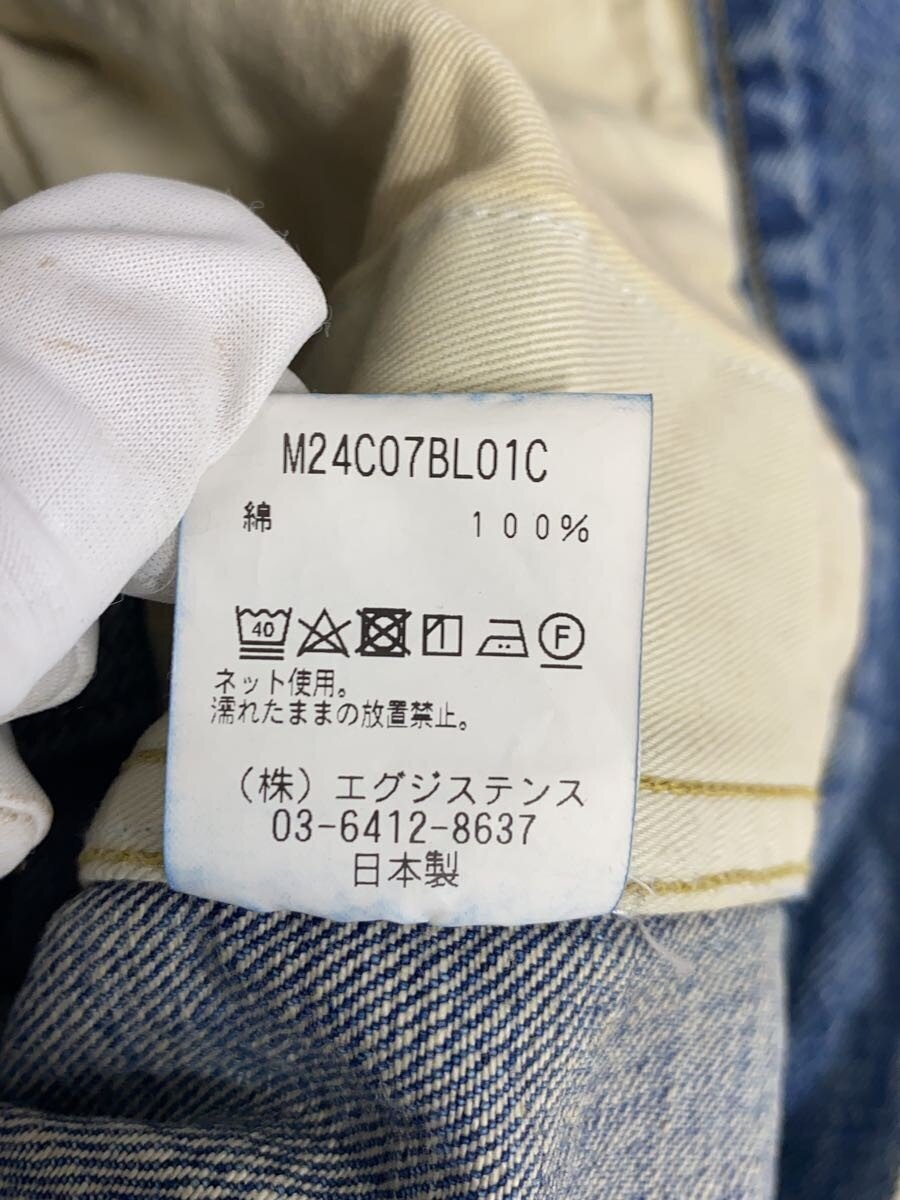 M24C07BL01C
綿 100%
40 F
ネット使用。
濡れたままの放置禁止。
(株)エグジステンス
03-6412-8637
日本製